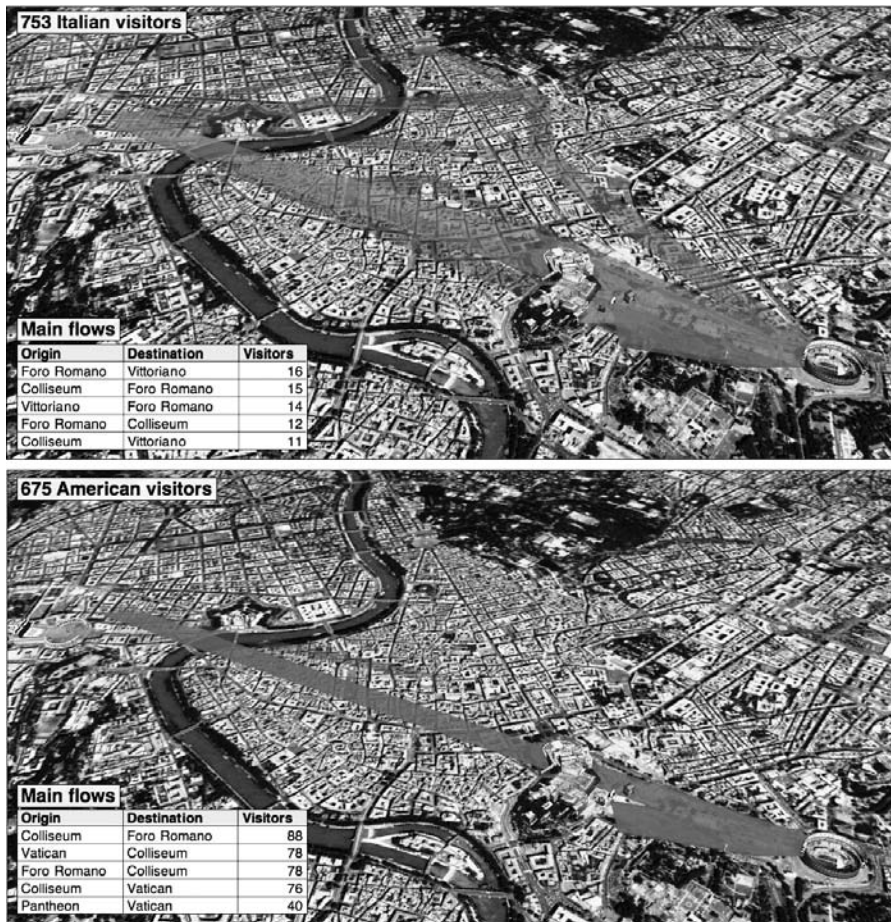 753 Italian visitors
Main flows
Origin Destination Visitors
Foro Romano Vittoriano 16
Colliseum Foro Romano 15
Vittoriano Foro Romano 14
Foro Romano Colliseum 12
Colliseum Vittoriano 11
675 American visitors
Main flows
Origin Destination Visitors
Colliseum Foro Romano 88
Vatican Colliseum 78
Foro Romano Colliseum 78
Colliseum Vatican 76
Pantheon Vatican 40